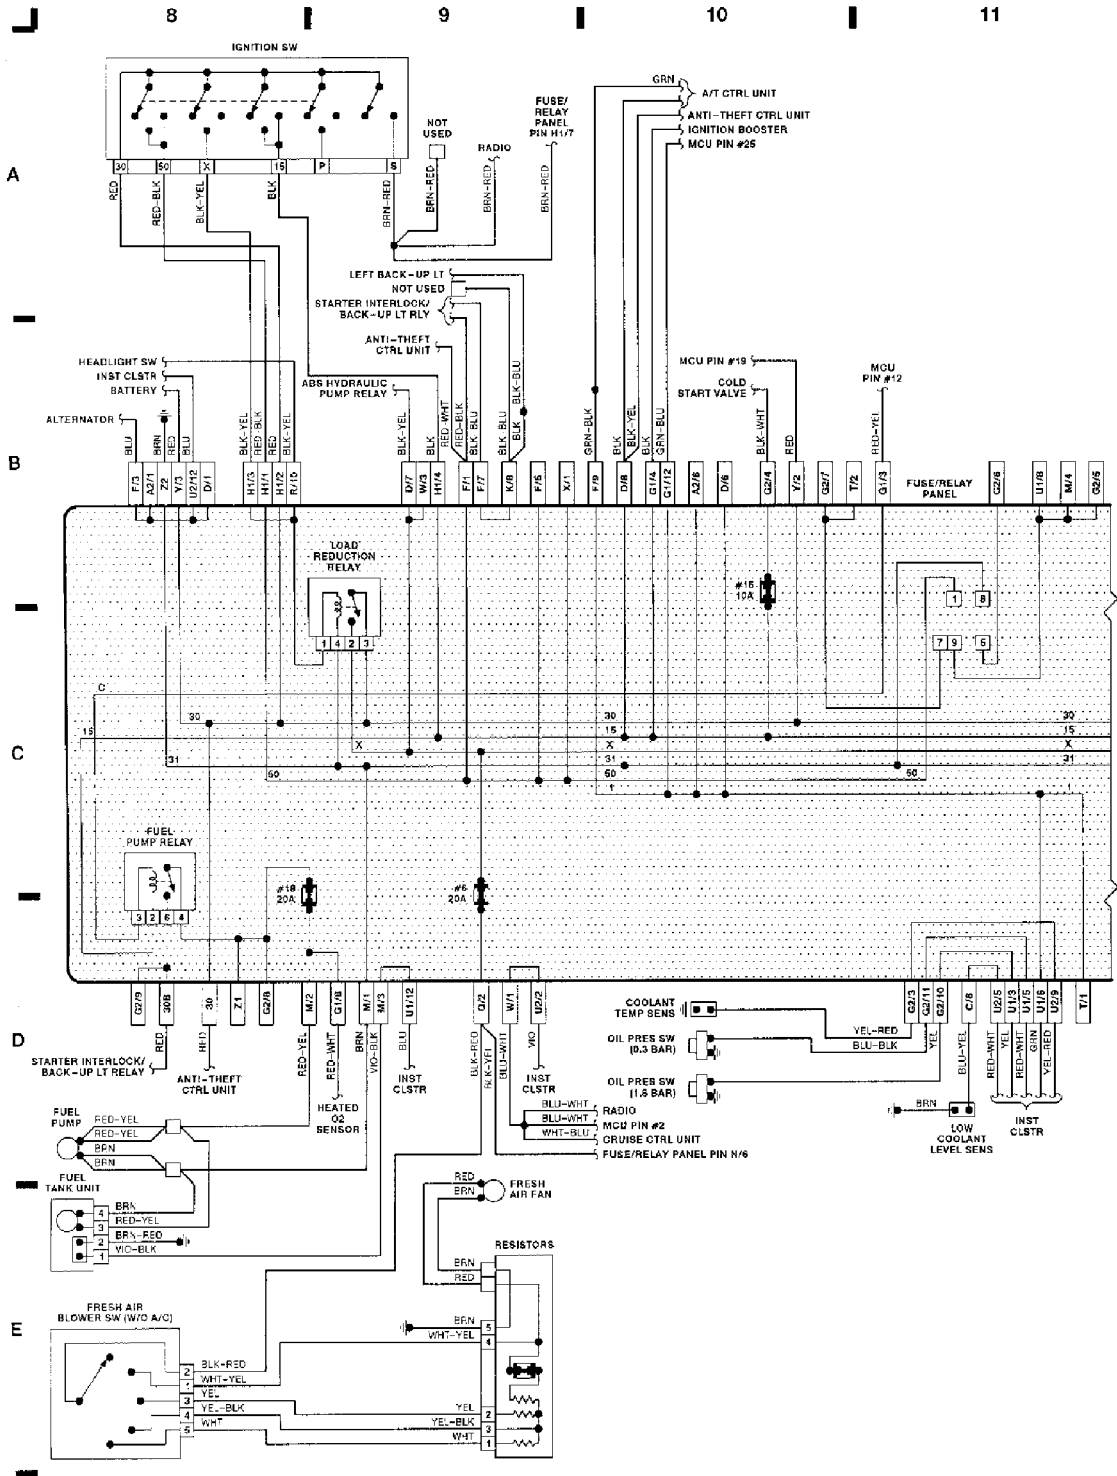 8
9
10
11
IGNITION SW
30
50
X
15
P
S
RED
RED-BLK
BLK-YEL
BLK
BRN-RED
NOT
USED
BRN-RED
RADIO
BRN-RED
FUSE/
RELAY
PANEL
PIN H1/7
BLK
GRN
A/T CTRL UNIT
ANTI-THEFT CTRL UNIT
IGNITION BOOSTER
MCU PIN #25
A
LEFT BACK-UP LT
NOT USED
STARTER INTERLOCK/
BACK-UP LT RLY
ANTI-THEFT
CTRL UNIT
HEADLIGHT SW
INST CLSTR
BATTERY
ALTERNATOR
ABS HYDRAULIC
PUMP RELAY
MCU PIN #19
COLD
START VALVE
MCU
PIN #12
B
BLU
BRN
RED
BLU
BLK-YEL
RED-BLK
RED
BLK-YEL
BLK-YEL
BLK
RED-WHT
RED-BLK
BLK-BLU
BLK-BLU
BLK
BLK-BLU
GRN-BLK
BLK
BLK-YEL
BLK
GRN-BLU
BLK-WHT
RED
RED-YEL
F/3
A2/1
Z2
Y/3
U2/12
D/1
H1/3
H1/1
H1/2
R/15
D/7
W/3
H1/4
F/1
F/7
K/8
F/5
X/1
F/9
D/8
G1/4
G1/12
A2/6
D/6
G2/4
Y/2
G2/7
T/2
G1/3
FUSE/RELAY
PANEL
G2/6
U1/8
M/4
G2/5
LOAD
REDUCTION
RELAY
1
4
2
3
#15
10A
1
8
7
9
5
C
C
30
30
30
15
15
15
X
X
X
31
31
31
50
50
50
1
1
FUEL
PUMP RELAY
3
2
6
4
#18
20A
#6
20A
G2/9
30B
30
Z1
G2/8
M/2
G1/8
M/1
M/3
U1/12
Q/2
W/1
U2/2
G2/3
G2/11
G2/10
C/8
U2/5
U1/3
U1/5
U1/6
U2/9
T/1
D
RED
RED
RED-YEL
RED-WHT
BRN
VIO-BLK
BLU
BLK-RED
BLK-YEL
BLU-WHT
VIO
STARTER INTERLOCK/
BACK-UP LT RELAY
ANTI-THEFT
CTRL UNIT
HEATED
O2
SENSOR
INST
CLSTR
INST
CLSTR
COOLANT
TEMP SENS
OIL PRES SW
(0.3 BAR)
OIL PRES SW
(1.8 BAR)
YEL-RED
BLU-BLK
YEL
BLU-YEL
RED-WHT
YEL
RED-WHT
GRN
YEL-RED
BRN
LOW
COOLANT
LEVEL SENS
INST
CLSTR
BLU-WHT
RADIO
BLU-WHT
MCU PIN #2
WHT-BLU
CRUISE CTRL UNIT
FUSE/RELAY PANEL PIN N/6
FUEL
PUMP
RED-YEL
RED-YEL
BRN
BRN
FUEL
TANK UNIT
4
BRN
3
RED-YEL
2
BRN-RED
1
VIO-BLK
RED
BRN
FRESH
AIR FAN
RESISTORS
BRN
RED
BRN
5
WHT-YEL
4
E
FRESH AIR
BLOWER SW (W/O A/C)
2
BLK-RED
1
WHT-YEL
3
YEL
4
YEL-BLK
5
WHT
YEL
2
YEL-BLK
3
WHT
1